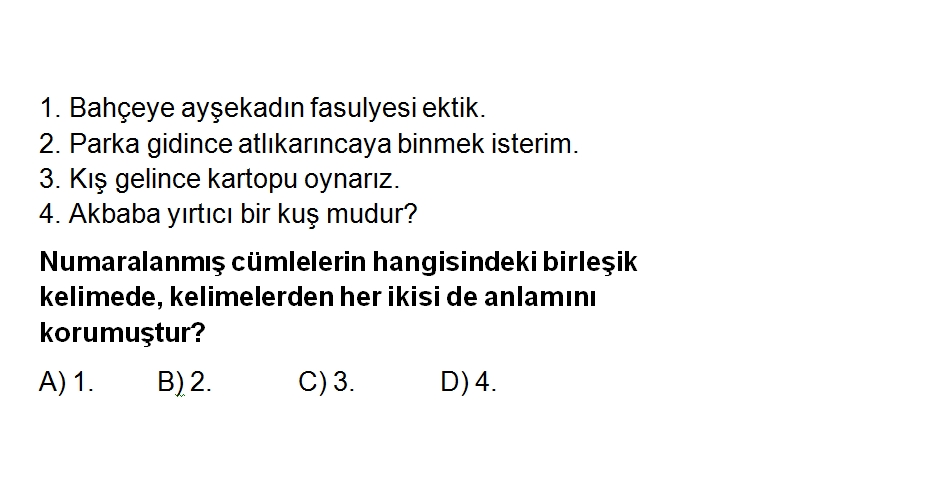 1. Bahçeye ayşekadın fasulyesi ektik.
2. Parka gidince atlıkarıncaya binmek isterim.
3. Kış gelince kartopu oynarız.
4. Akbaba yırtıcı bir kuş mudur?
Numaralanmış cümlelerin hangisindeki birleşik
kelimede, kelimelerden her ikisi de anlamını
korumuştur?
A) 1. B) 2. C) 3. D) 4.